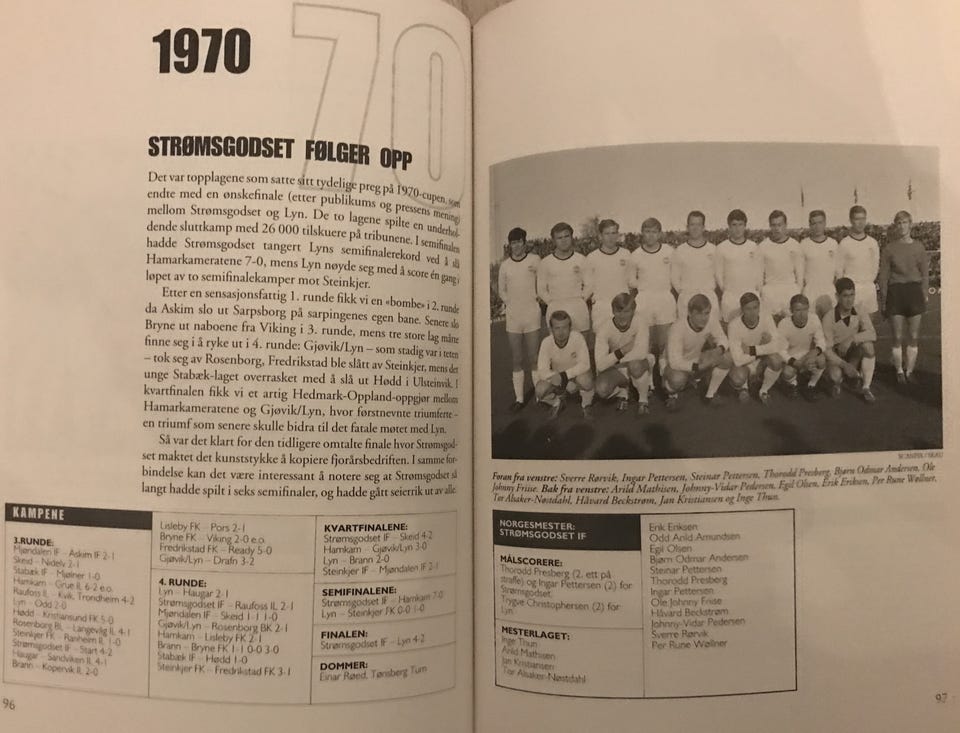 1970
70
STRØMSGODSET FØLGER OPP
Det var topplagene som satte sitt tydelige preg på 1970-cupen, som
endte med en ønskefinale (etter publikums og pressens mening)
mellom Strømsgodset og Lyn. De to lagene spilte en underhol-
dende sluttkamp med 26 000 tilskuere på tribunene. I semifinalen
hadde Strømsgodset tangert Lyns semifinalerekord ved å slå
Hamarkameratene 7-0, mens Lyn nøyde seg med å score én gang i
løpet av to semifinalekamper mot Steinkjer.
Etter en sensasjonsfattig 1. runde fikk vi en «bombe» i 2. runde
da Askim slo ut Sarpsborg på sarpingenes egen bane. Senere slo
Bryne ut naboene fra Viking i 3. runde, mens tre store lag måtte
finne seg i å ryke ut i 4. runde: Gjøvik/Lyn – som stadig var i teten
– tok seg av Rosenborg, Fredrikstad ble slått av Steinkjer, mens det
unge Stabæk-laget overrasket med å slå ut Hødd i Ulsteinvik. I
kvartfinalen fikk vi et artig Hedmark-Oppland-oppgjør mellom
Hamarkameratene og Gjøvik/Lyn, hvor førstnevnte triumferte –
en triumf som senere skulle bidra til det fatale møtet med Lyn.
Så var det klart for den tidligere omtalte finale hvor Strømsgod-
set maktet det kunststykke å kopiere fjorårsbedriften. I samme for-
bindelse kan det være interessant å notere seg at Strømsgodset så
langt hadde spilt i seks semifinaler, og hadde gått seierrik ut av alle.
KAMPENE
3.RUNDE:
Mjøndalen IF – Askim IF 2-1
Skeid – Nidelv 2-1
Stabæk IF – Mjølner 1-0
Hamkam – Grue IL 6-2 e.o.
Raufoss IL – Kvik, Trondheim 4-2
Lyn – Odd 2-0
Hødd – Kristiansund FK 5-0
Rosenborg BL – Langevåg IL 4-1
Steinkjer FK – Ranheim IL 1-0
Strømsgodset IF – Start 4-2
Haugar – Sandviken IL 4-1
Brann – Kopervik IL 2-0
Lisleby FK – Pors 2-1
Bryne FK – Viking 2-0 e.o.
Fredrikstad FK – Ready 5-0
Gjøvik/Lyn – Drafn 3-2
4. RUNDE:
Lyn – Haugar 2-1
Strømsgodset IF – Raufoss IL 2-1
Mjøndalen IF – Skeid 1-1 1-0
Gjøvik/Lyn – Rosenborg BK 2-1
Hamkam – Lisleby FK 2-1
Brann – Bryne FK 1-1 0-0 3-0
Stabæk IF – Hødd 1-0
Steinkjer FK – Fredrikstad FK 3-1
KVARTFINALENE:
Strømsgodset IF – Skeid 4-2
Hamkam – Gjøvik/Lyn 3-0
Lyn – Brann 2-0
Steinkjer IF – Mjøndalen IF 2-1
SEMIFINALENE:
Strømsgodset IF – Hamkam 7-0
Lyn – Steinkjer FK 0-0 1-0
FINALEN:
Strømsgodset IF – Lyn 4-2
DOMMER:
Einar Røed, Tønsberg Turn
96
SCANPIX / SKAU
Foran fra venstre: Sverre Rørvik, Ingar Pettersen, Steinar Pettersen, Thorodd Presberg, Bjørn Odmar Andersen, Ole
Johnny Friise. Bak fra venstre: Arild Mathisen, Johnny-Vidar Pedersen, Egil Olsen, Erik Eriksen, Per Rune Wøllner,
Tor Alsaker-Nøstdahl, Håvard Beckstrøm, Jan Kristiansen og Inge Thun.
NORGESMESTER:
STRØMSGODSET IF
MÅLSCORERE:
Thorodd Presberg (2, ett på
straffe) og Ingar Pettersen (2) for
Strømsgodset.
Trygve Christophersen (2) for
Lyn.
MESTERLAGET:
Inge Thun
Arild Mathisen
Jan Kristiansen
Tor Alsaker-Nøstdahl
Erik Eriksen
Odd Arild Amundsen
Egil Olsen
Bjørn Odmar Andersen
Steinar Pettersen
Thorodd Presberg
Ingar Pettersen
Ole Johnny Friise
Håvard Beckstrøm
Johnny-Vidar Pedersen
Sverre Rørvik
Per Rune Wøllner
97